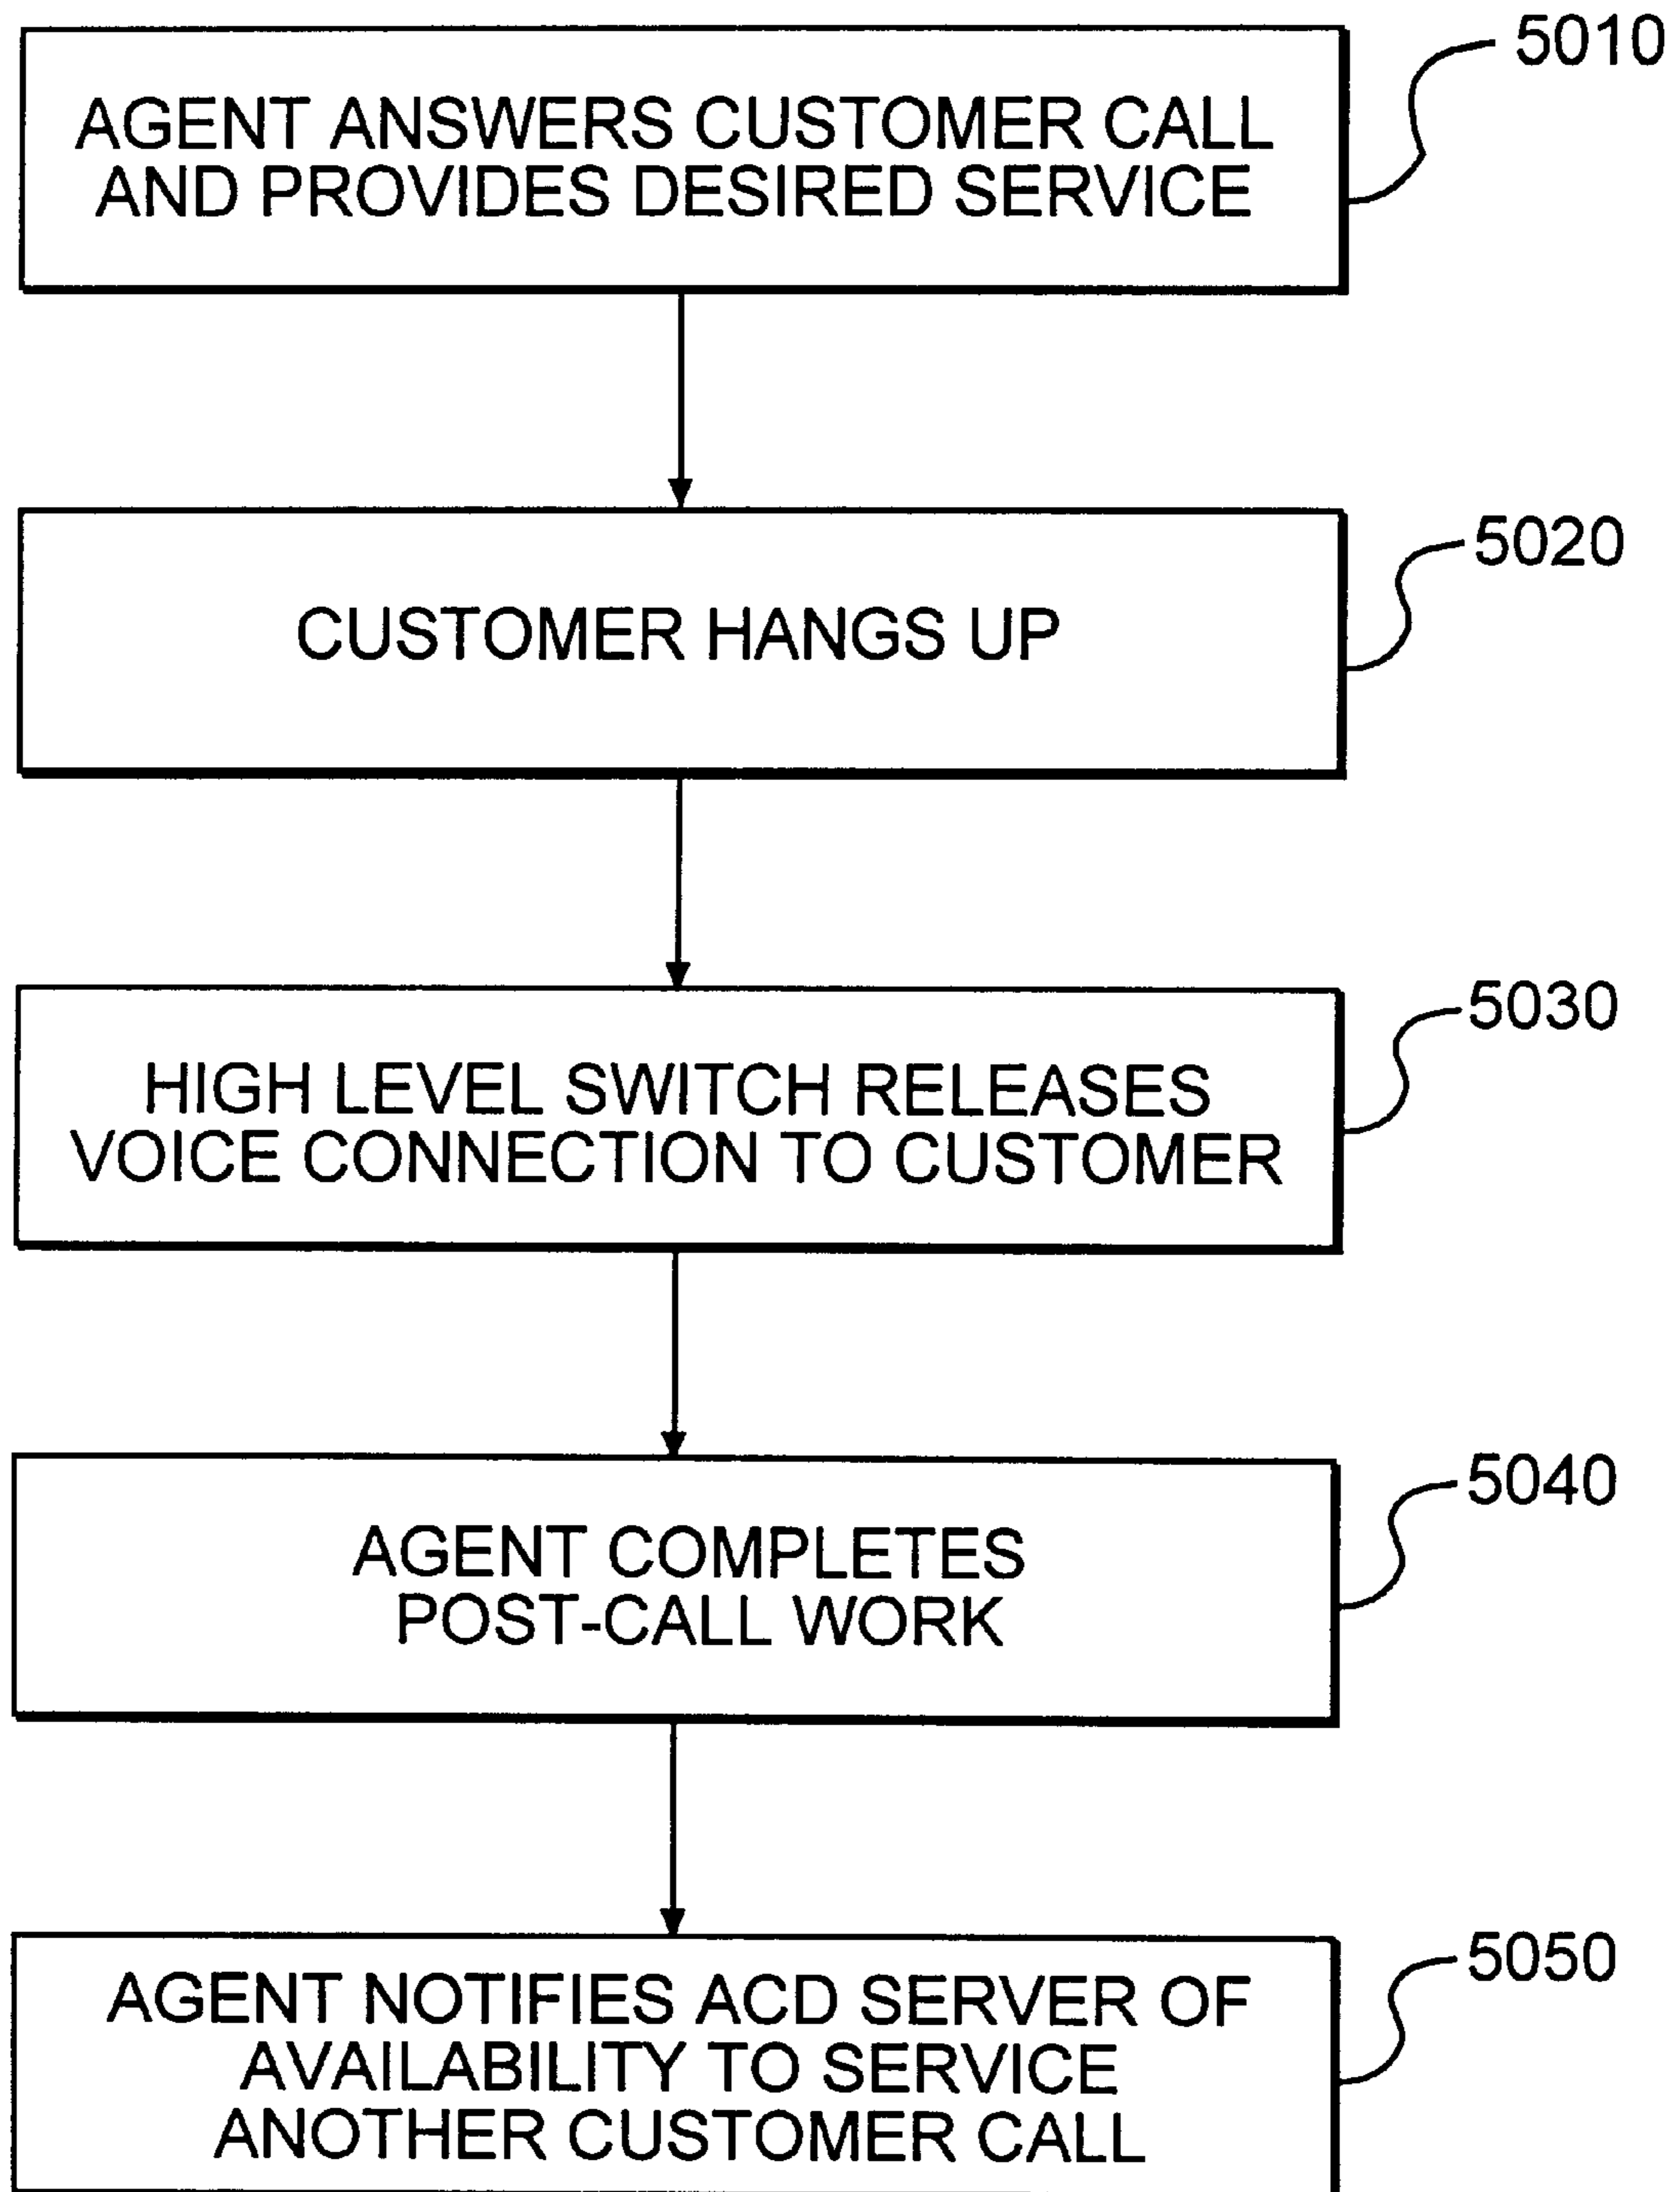 5010
AGENT ANSWERS CUSTOMER CALL
AND PROVIDES DESIRED SERVICE
5020
CUSTOMER HANGS UP
5030
HIGH LEVEL SWITCH RELEASES
VOICE CONNECTION TO CUSTOMER
5040
AGENT COMPLETES
POST-CALL WORK
5050
AGENT NOTIFIES ACD SERVER OF
AVAILABILITY TO SERVICE
ANOTHER CUSTOMER CALL